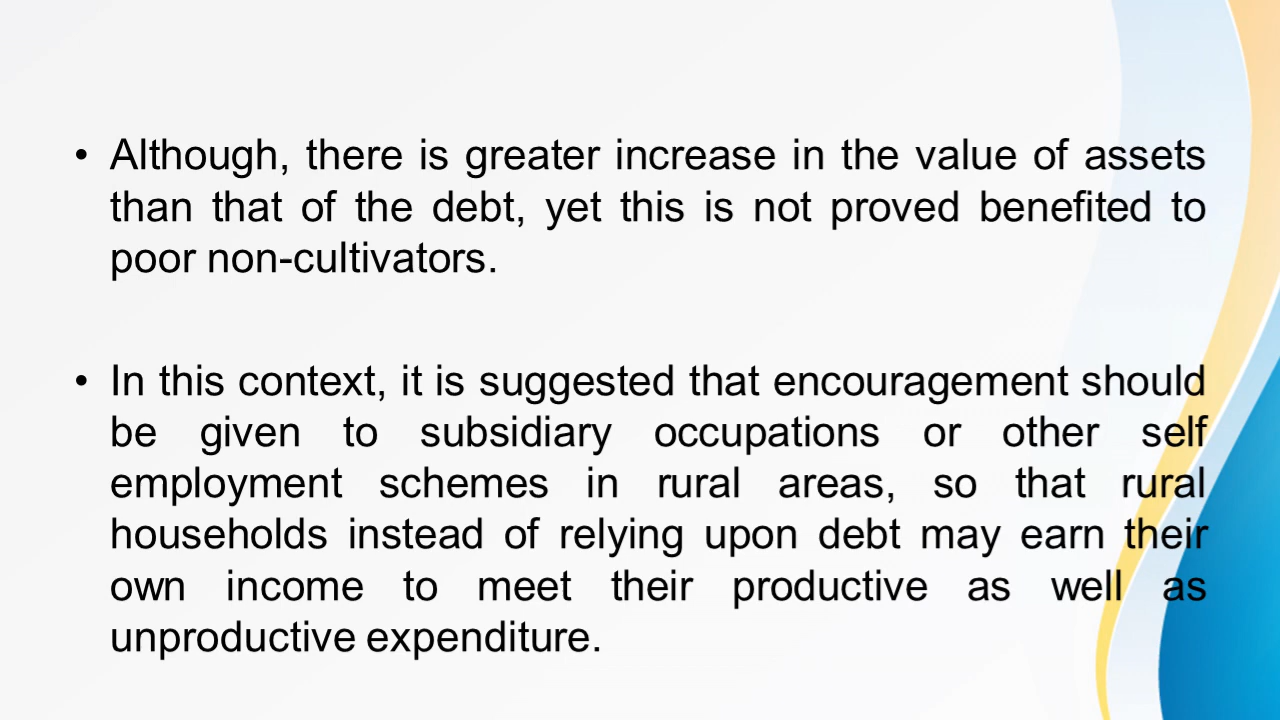 • Although, there is greater increase in the value of assets
than that of the debt, yet this is not proved benefited to
poor non-cultivators.
• In this context, it is suggested that encouragement should
be given to subsidiary occupations or other self
employment schemes in rural areas, so that rural
households instead of relying upon debt may earn their
own income to meet their productive as well as
unproductive expenditure.